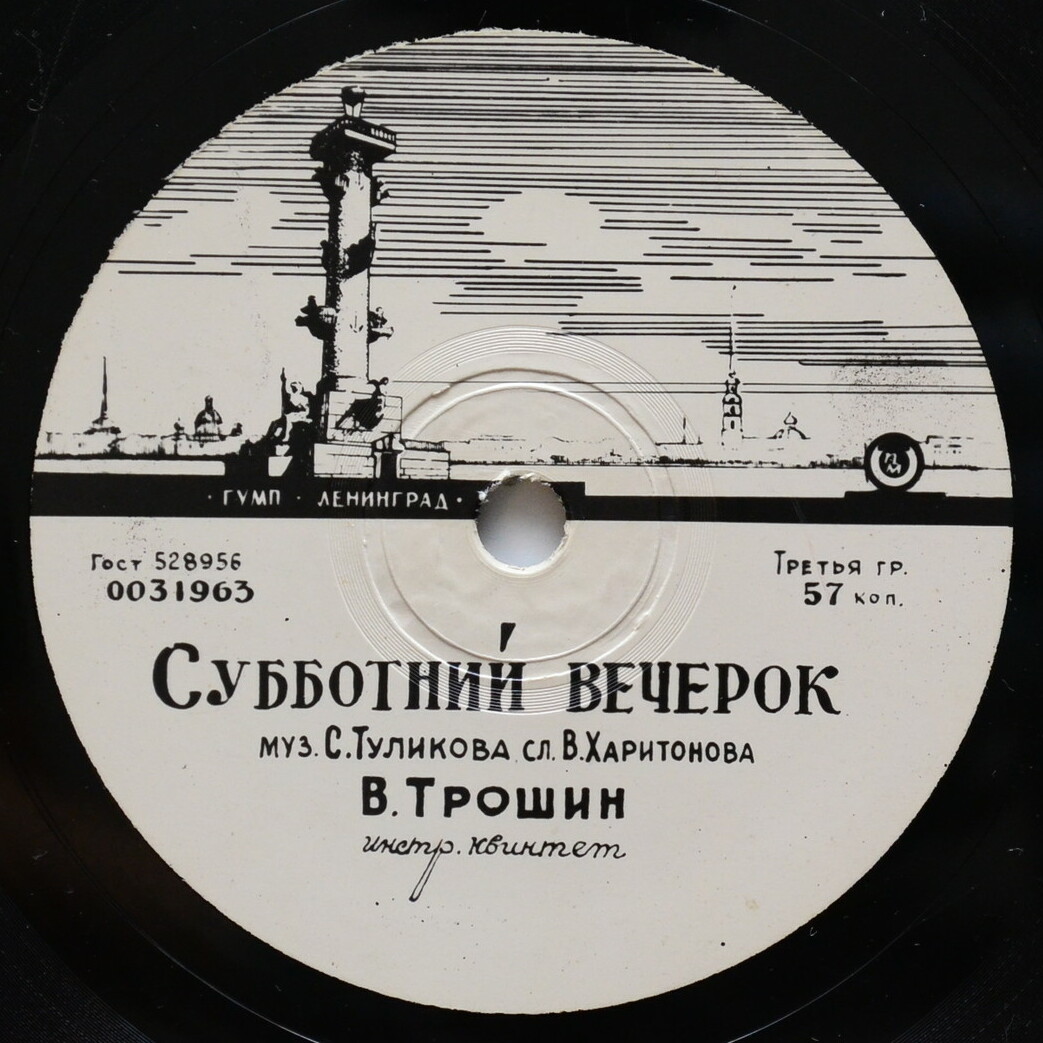 · ГУМП · ЛЕНИНГРАД ·
Гост 528956
0031963
Третья гр.
57 коп.
Субботний вечерок
муз. С. Туликова сл. В. Харитонова
В. Трошин
инстр. квинтет